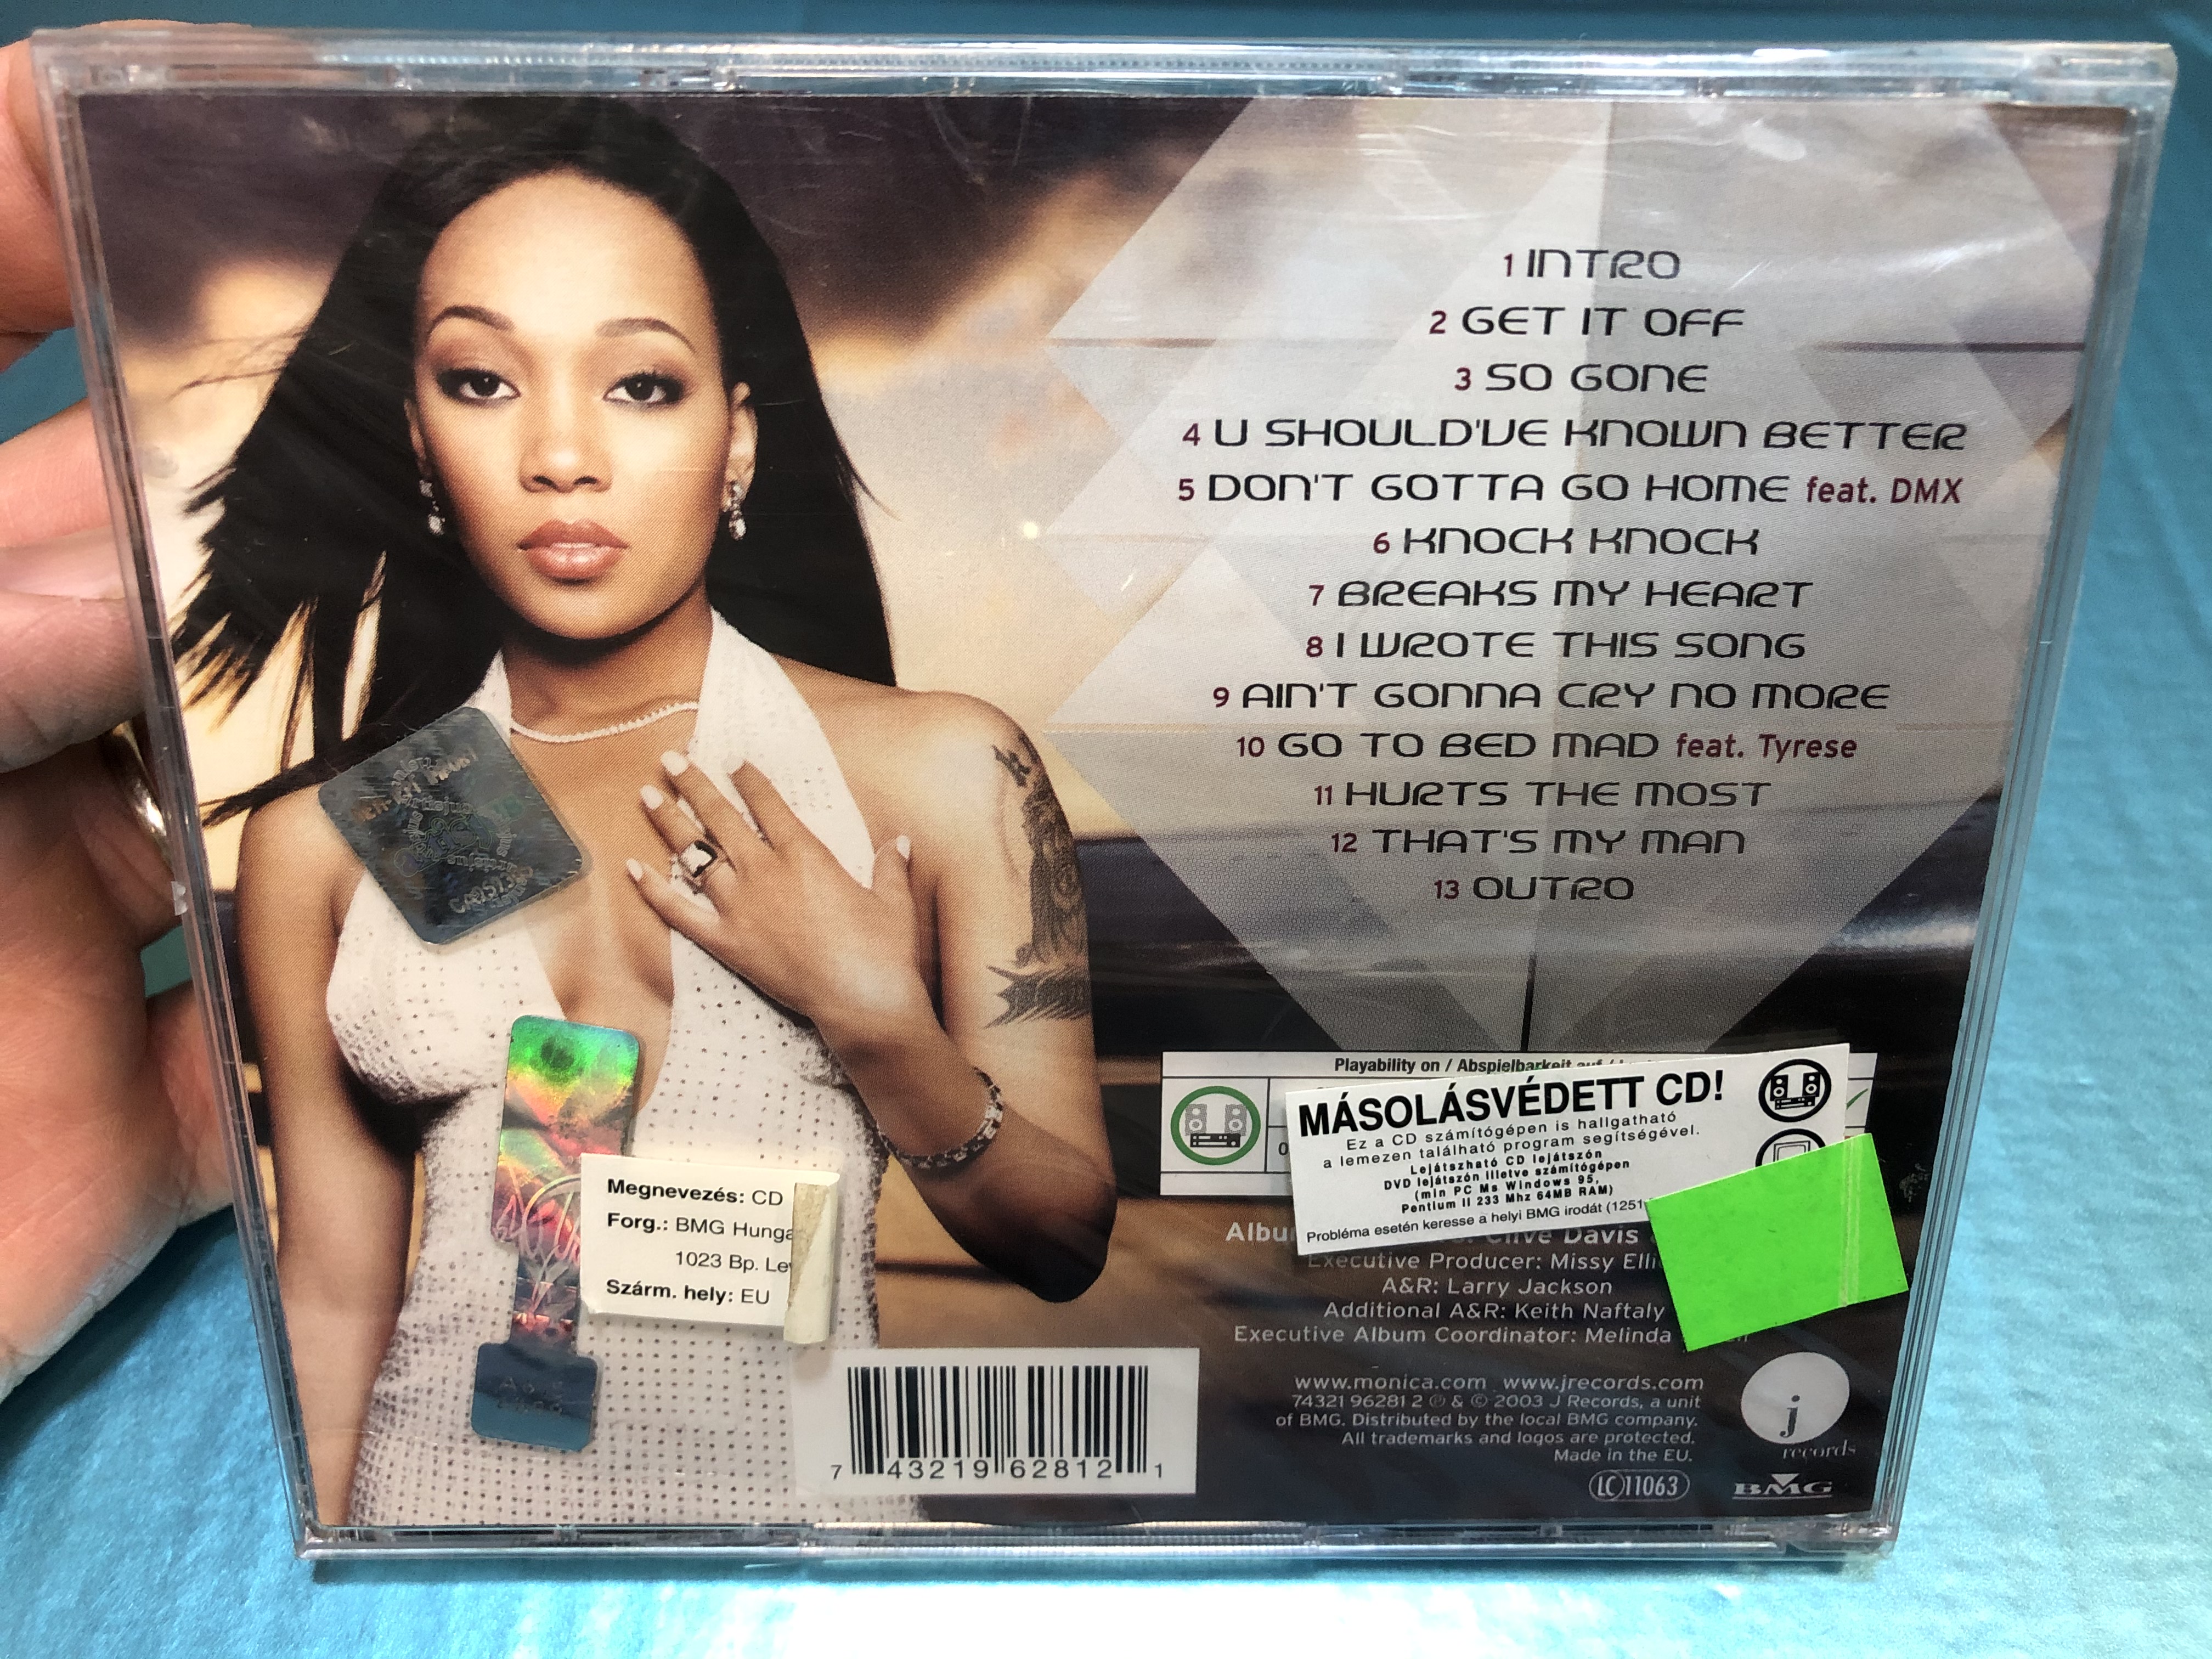 1 INTRO
2 GET IT OFF
3 SO GONE
4 U SHOULD'VE KNOWN BETTER
5 DON'T GOTTA GO HOME feat. DMX
6 KNOCK KNOCK
7 BREAKS MY HEART
8 I WROTE THIS SONG
9 AIN'T GONNA CRY NO MORE
10 GO TO BED MAD feat. Tyrese
11 HURTS THE MOST
12 THAT'S MY MAN
13 OUTRO
Playability on / Abspielbarkeit auf /
MÁSOLÁSVÉDETT CD!
Ez a CD számítógépen is hallgatható
a lemezen található program segítségével.
Lejátszható CD lejátszón
DVD lejátszón illetve számítógépen
(min PC Ms Windows 95,
Pentium II 233 Mhz 64MB RAM)
Probléma esetén keresse a helyi BMG irodát (1251
Clive Davis
Executive Producer: Missy
A&R: Larry Jackson
Additional A&R: Keith Naftaly
Executive Album Coordinator: Melinda
www.monica.com www.jrecords.com
74321 96281 2 ℗ & © 2003 J Records, a unit
of BMG. Distributed by the local BMG company.
All trademarks and logos are protected.
Made in the EU.
LC 11063
j records
BMG
Megnevezés: CD
Forg.: BMG
1023 Bp.
Szárm. hely: EU
7 43219 62812 1